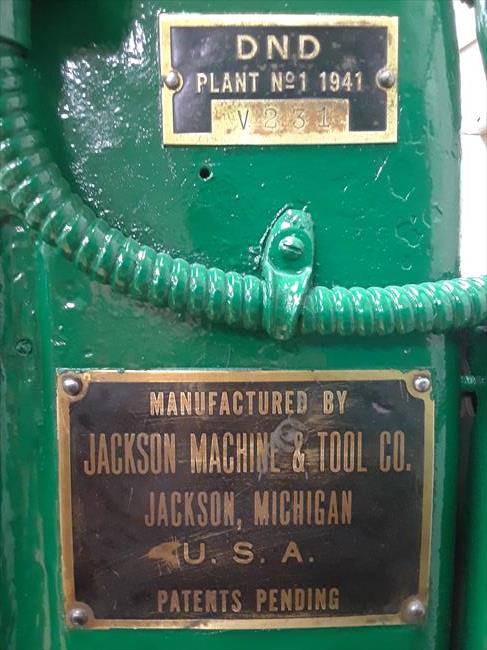 DND
PLANT Nº1 1941
V231
MANUFACTURED BY
JACKSON MACHINE & TOOL CO.
JACKSON, MICHIGAN
U. S. A.
PATENTS PENDING